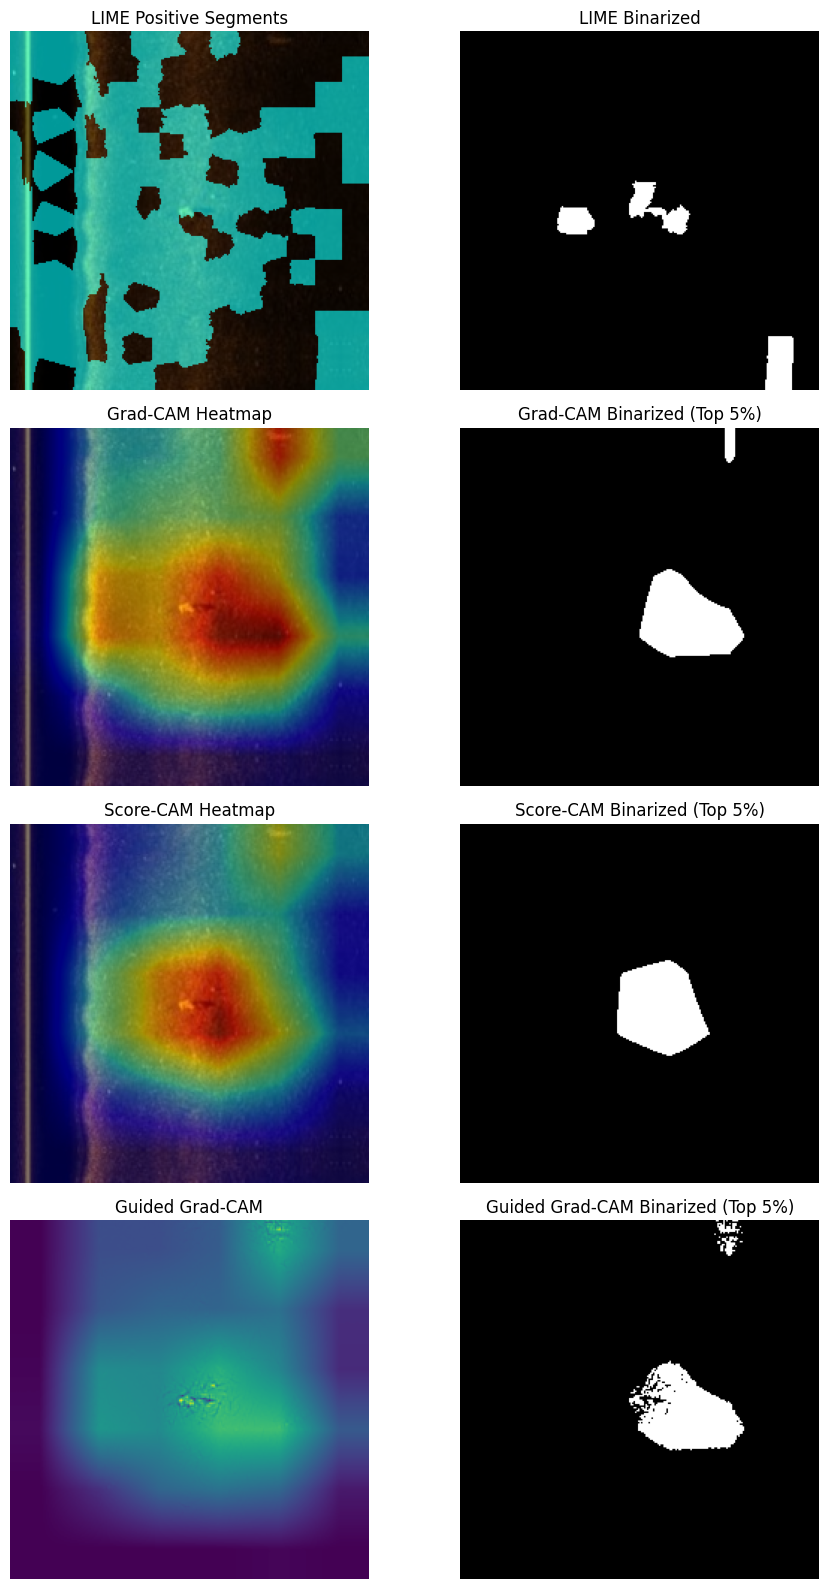 LIME Positive Segments
LIME Binarized
Grad-CAM Heatmap
Grad-CAM Binarized (Top 5%)
Score-CAM Heatmap
Score-CAM Binarized (Top 5%)
Guided Grad-CAM
Guided Grad-CAM Binarized (Top 5%)